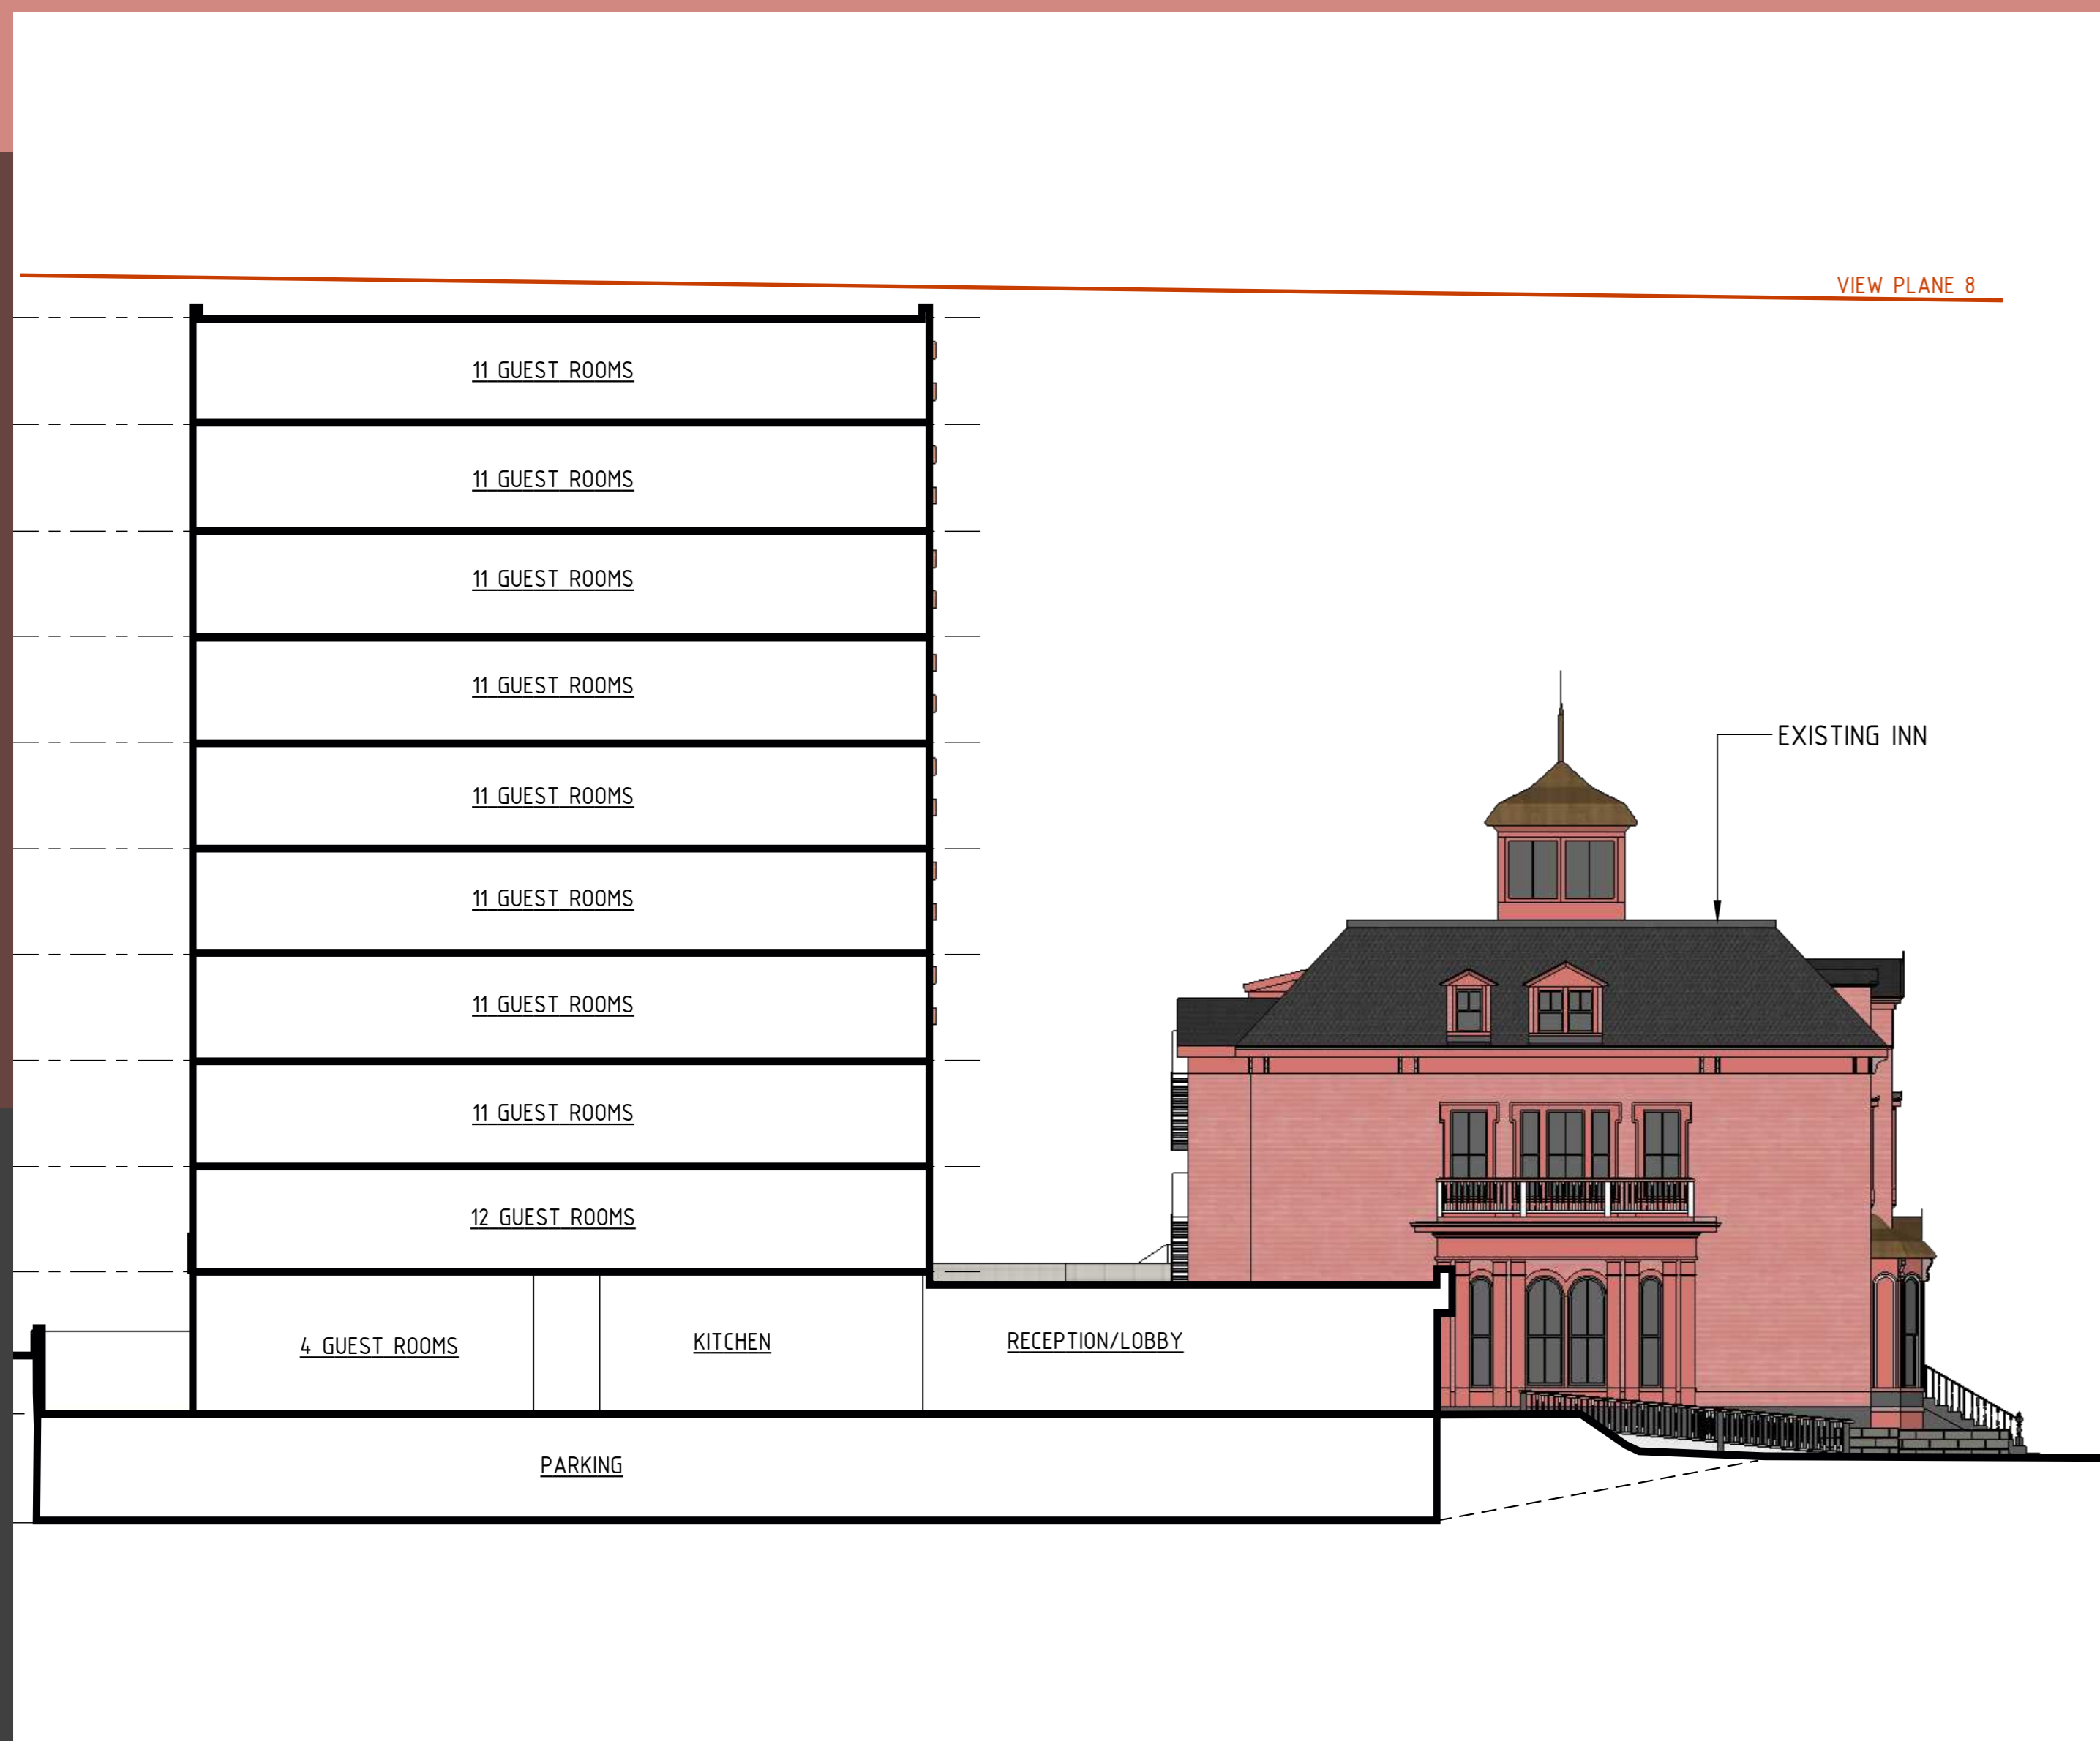 VIEW PLANE 8
11 GUEST ROOMS
11 GUEST ROOMS
11 GUEST ROOMS
11 GUEST ROOMS
EXISTING INN
11 GUEST ROOMS
11 GUEST ROOMS
11 GUEST ROOMS
11 GUEST ROOMS
12 GUEST ROOMS
4 GUEST ROOMS
KITCHEN
RECEPTION/LOBBY
PARKING